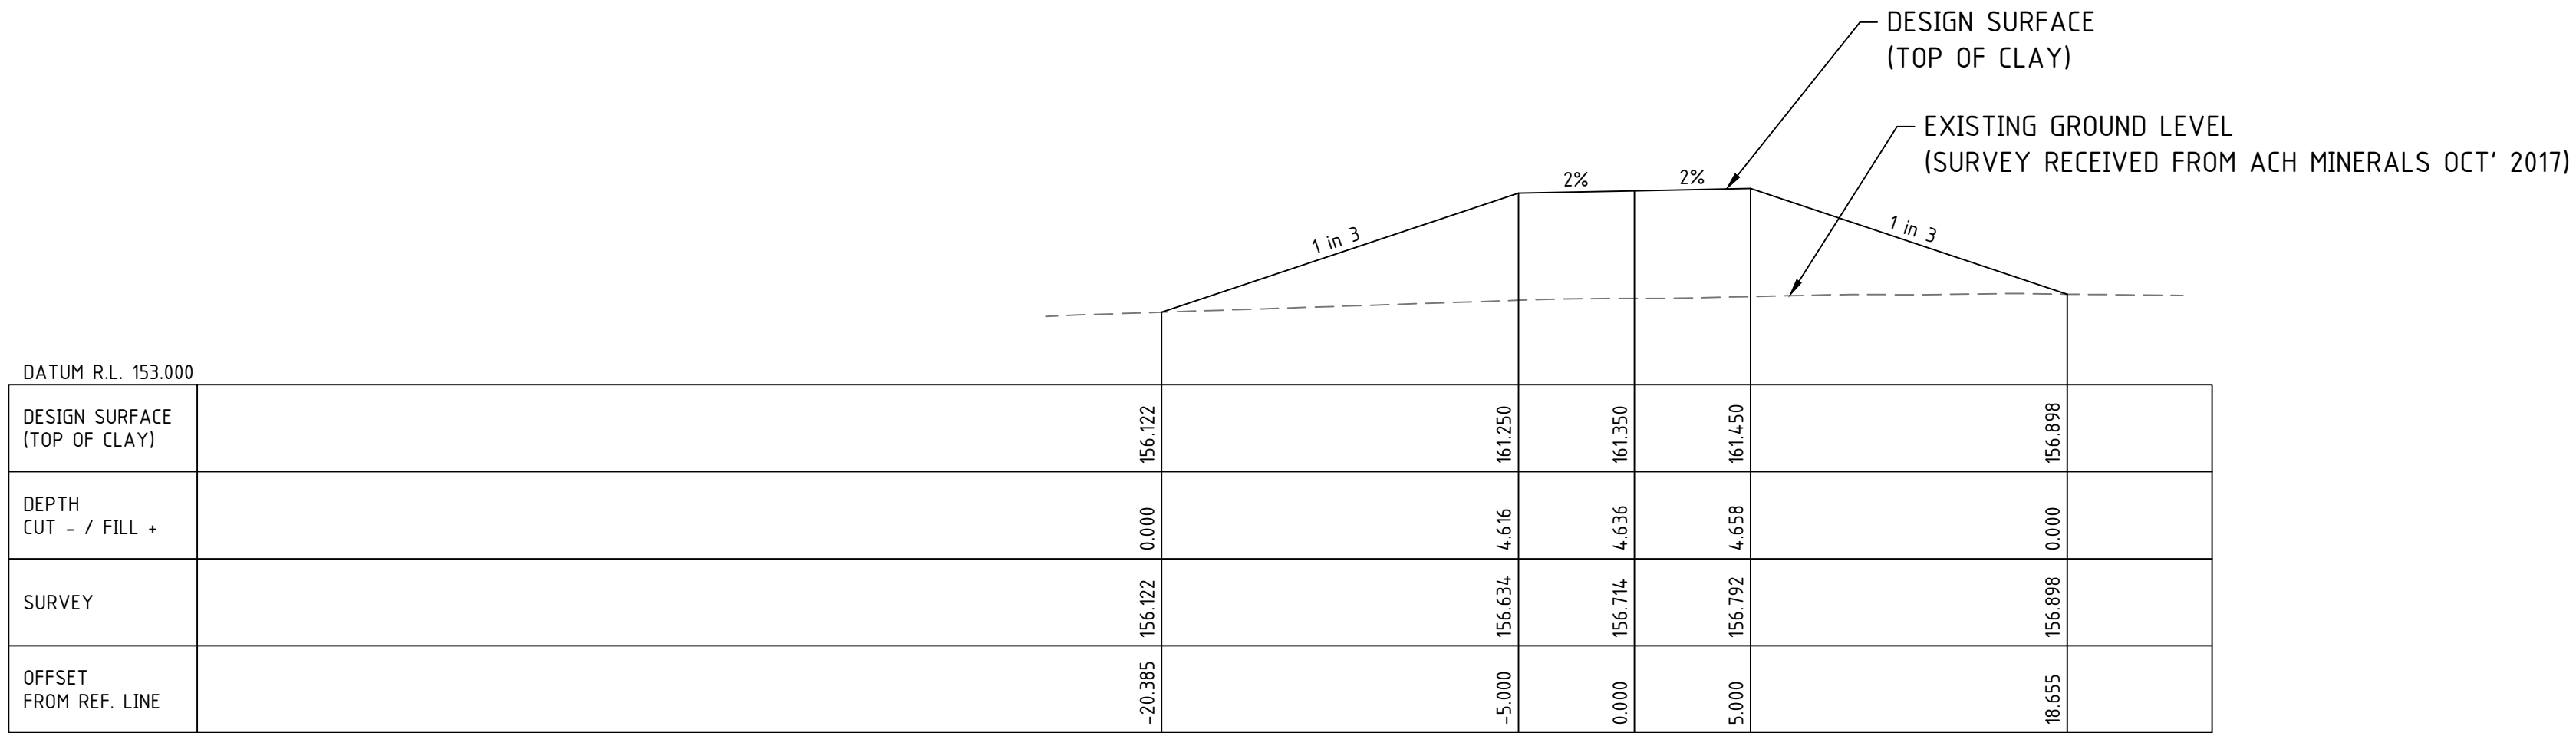 DESIGN SURFACE
(TOP OF CLAY)
EXISTING GROUND LEVEL
(SURVEY RECEIVED FROM ACH MINERALS OCT' 2017)
2%
2%
1 in 3
1 in 3
DATUM R.L. 153.000
DESIGN SURFACE
(TOP OF CLAY)
156.122
161.250
161.350
161.450
156.898
DEPTH
CUT - / FILL +
0.000
4.616
4.636
4.658
0.000
SURVEY
156.122
156.634
156.714
156.792
156.898
OFFSET
FROM REF. LINE
-20.385
-5.000
0.000
5.000
18.655